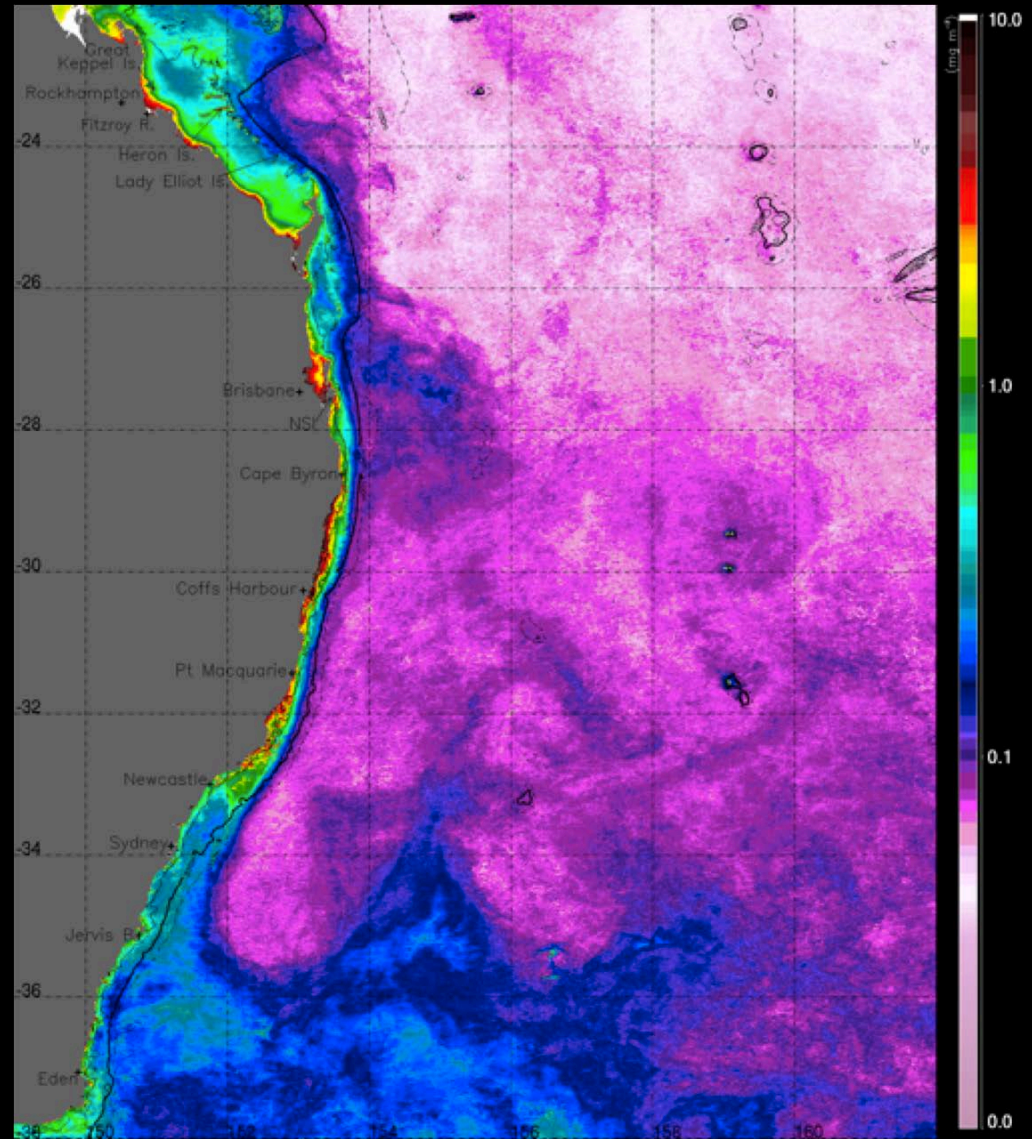 Great
Keppel Is.
Rockhampton
Fitzroy R.
-24
Heron Is.
Lady Elliot Is.
-26
Brisbane
NSI
-28
Cape Byron
-30
Coffs Harbour
Pt Macquarie
-32
Newcastle
-34
Sydney
Jervis B
-36
Eden
-38
150
152
154
156
158
160
10.0
(mg m⁻³)
1.0
0.1
0.0